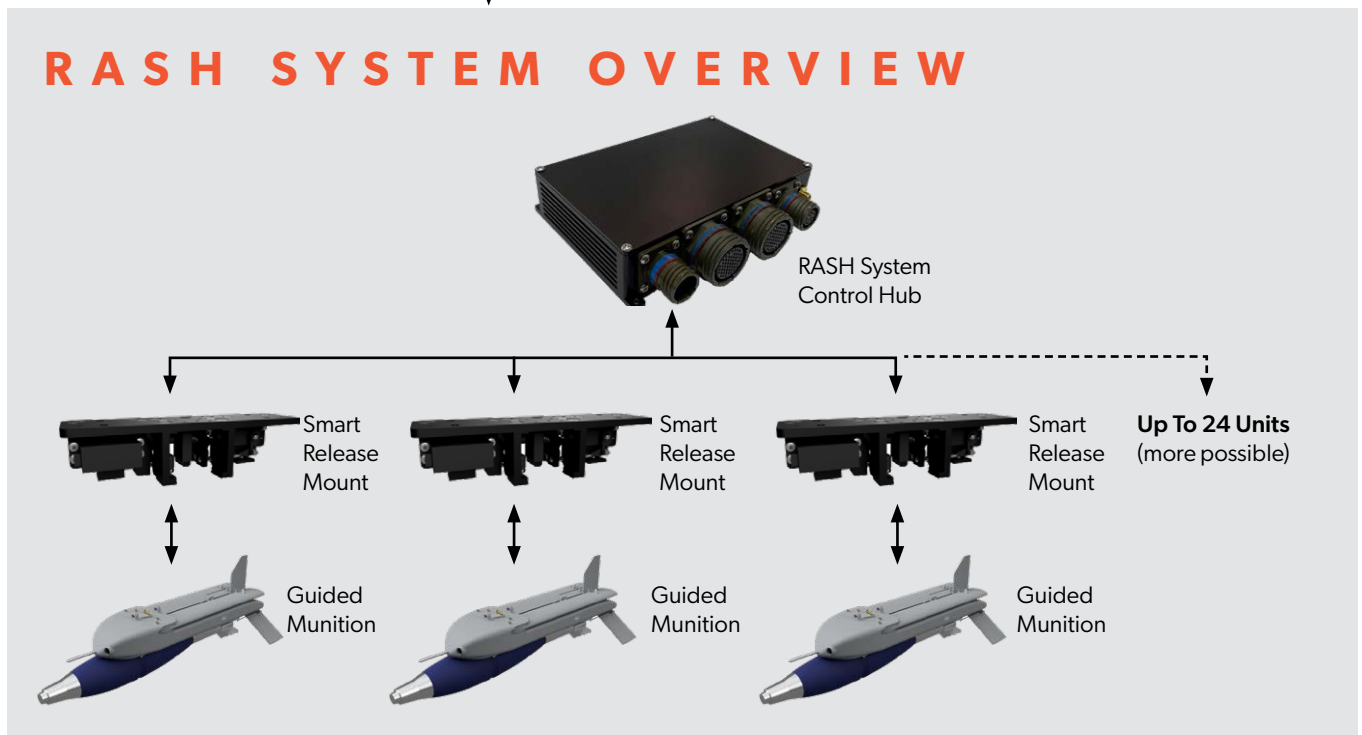 RASH SYSTEM OVERVIEW
RASH System
Control Hub
Smart
Release
Mount
Smart
Release
Mount
Smart
Release
Mount
Up To 24 Units
(more possible)
Guided
Munition
Guided
Munition
Guided
Munition